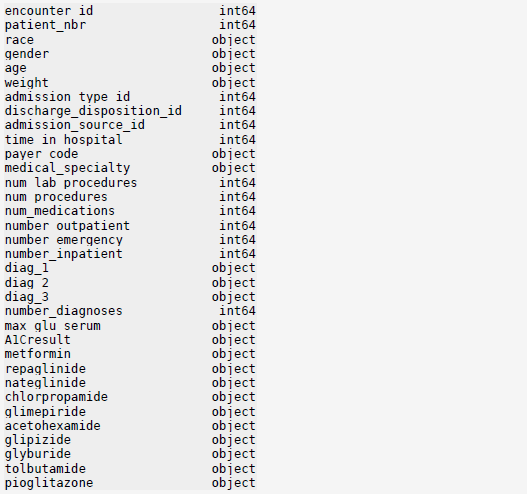 encounter id int64
patient_nbr int64
race object
gender object
age object
weight object
admission type id int64
discharge_disposition_id int64
admission_source_id int64
time in hospital int64
payer code object
medical_specialty object
num lab procedures int64
num procedures int64
num_medications int64
number outpatient int64
number emergency int64
number_inpatient int64
diag_1 object
diag 2 object
diag_3 object
number_diagnoses int64
max glu serum object
A1Cresult object
metformin object
repaglinide object
nateglinide object
chlorpropamide object
glimepiride object
acetohexamide object
glipizide object
glyburide object
tolbutamide object
pioglitazone object